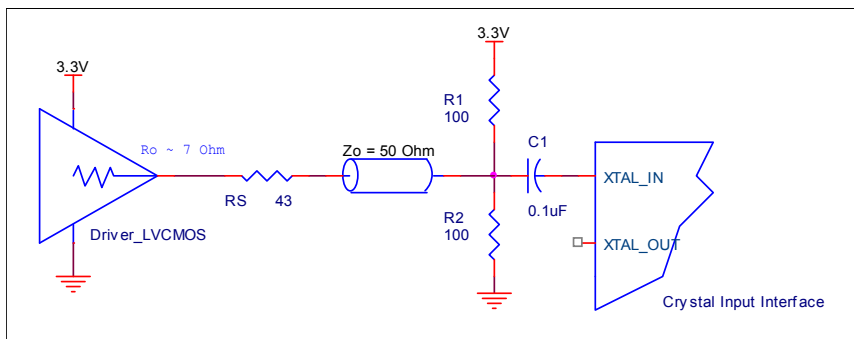 3.3V
3.3V
R1
100
Ro ~ 7 Ohm
Zo = 50 Ohm
C1
RS 43
0.1uF
XTAL_IN
R2
100
XTAL_OUT
Driver_LVCMOS
Crystal Input Interface